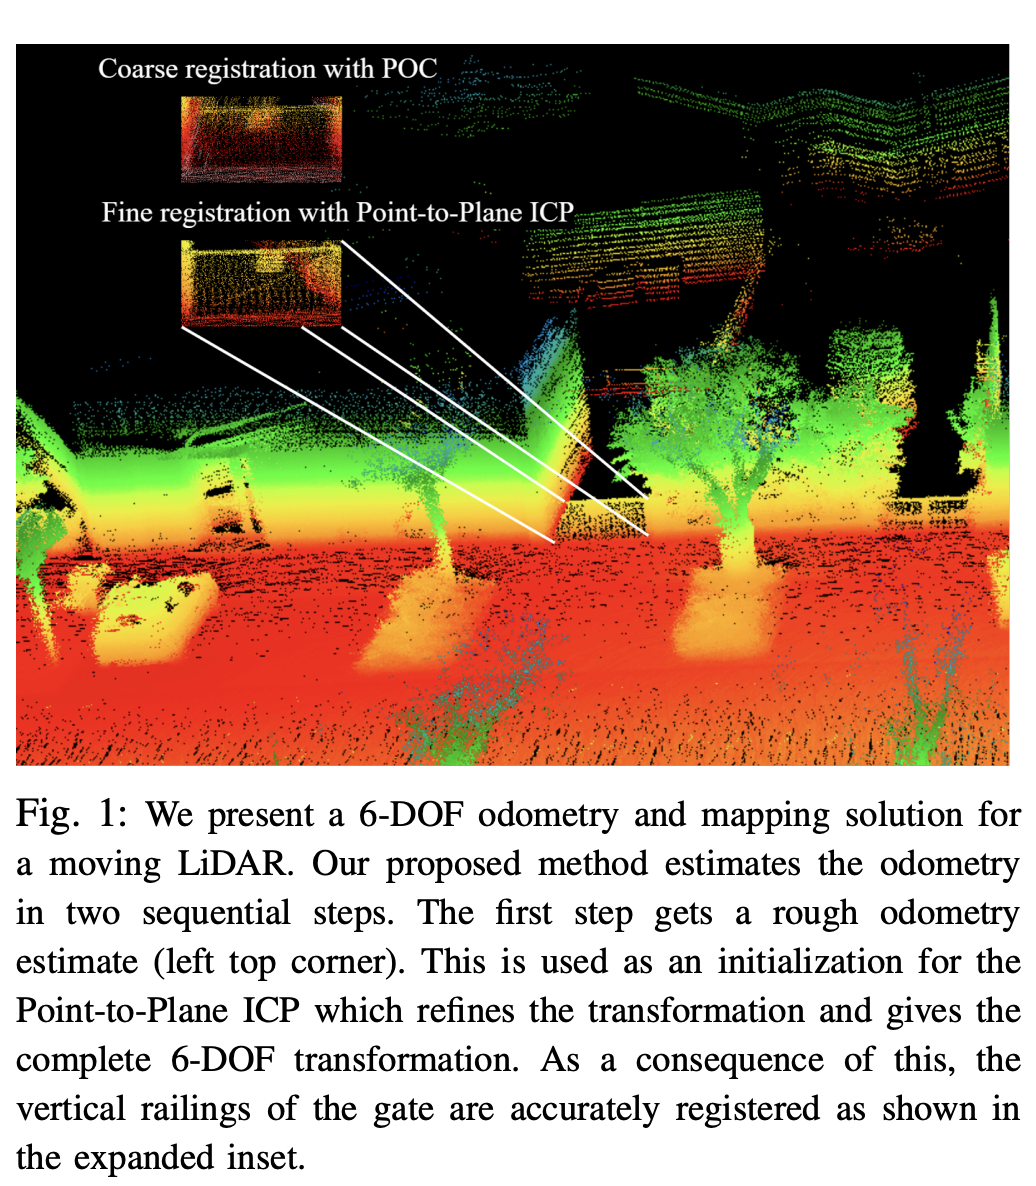 Coarse registration with POC
Fine registration with Point-to-Plane ICP
Fig. 1: We present a 6-DOF odometry and mapping solution for
a moving LiDAR. Our proposed method estimates the odometry
in two sequential steps. The first step gets a rough odometry
estimate (left top corner). This is used as an initialization for the
Point-to-Plane ICP which refines the transformation and gives the
complete 6-DOF transformation. As a consequence of this, the
vertical railings of the gate are accurately registered as shown in
the expanded inset.